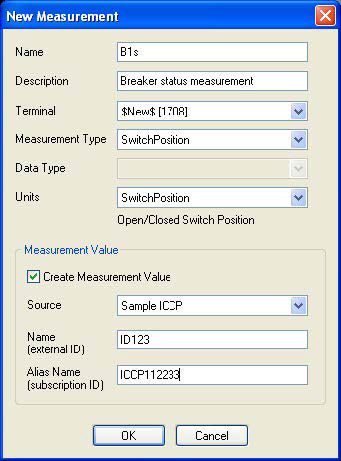 New Measurement
Name B1s
Description Breaker status measurement
Terminal $New$ [1708]
Measurement Type SwitchPosition
Data Type
Units SwitchPosition
Open/Closed Switch Position
Measurement Value
Create Measurement Value
Source Sample ICCP
Name
(external ID) ID123
Alias Name
(subscription ID) ICCP112233
OK Cancel